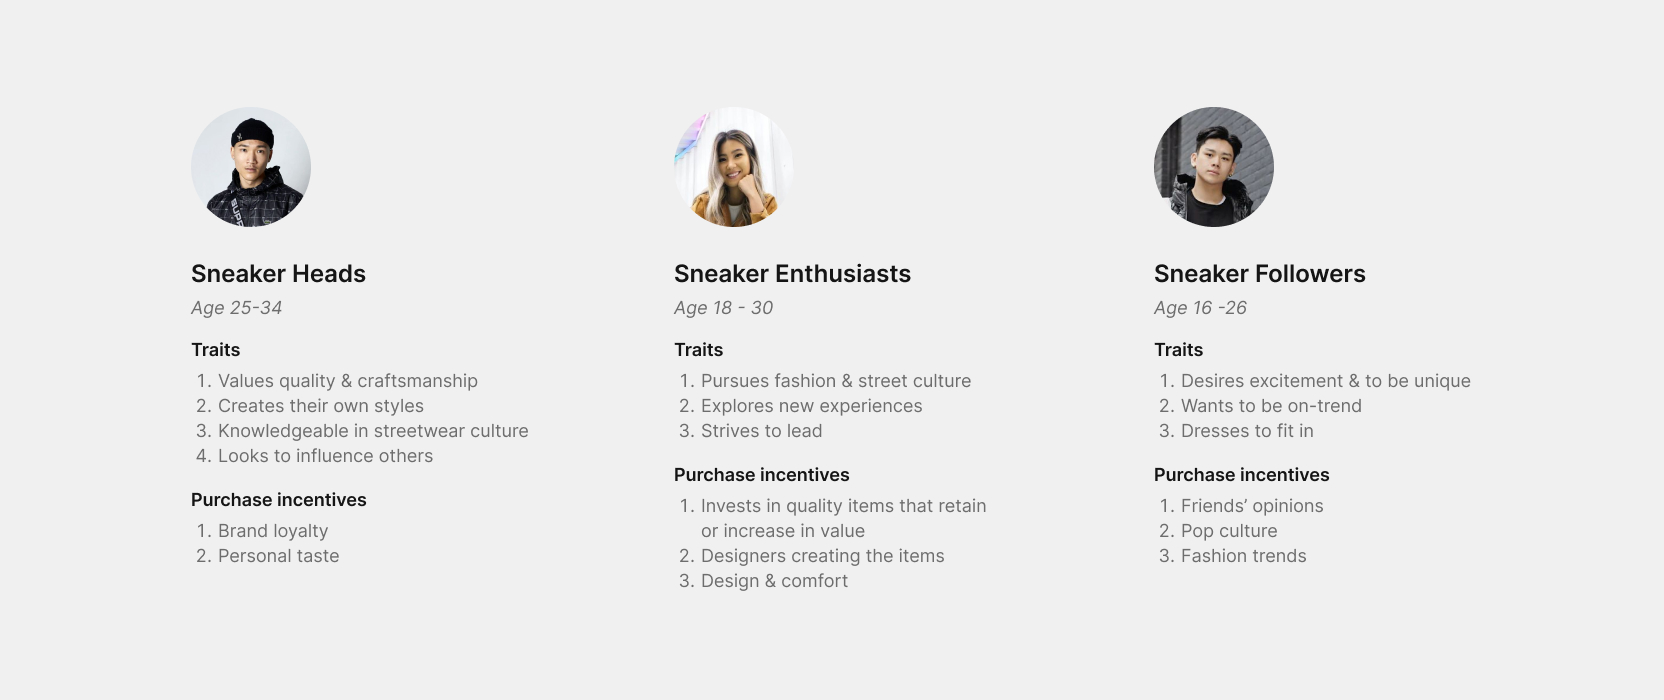 Sneaker Heads
Age 25-34
Traits
1. Values quality & craftsmanship
2. Creates their own styles
3. Knowledgeable in streetwear culture
4. Looks to influence others
Purchase incentives
1. Brand loyalty
2. Personal taste
Sneaker Enthusiasts
Age 18 - 30
Traits
1. Pursues fashion & street culture
2. Explores new experiences
3. Strives to lead
Purchase incentives
1. Invests in quality items that retain
or increase in value
2. Designers creating the items
3. Design & comfort
Sneaker Followers
Age 16 -26
Traits
1. Desires excitement & to be unique
2. Wants to be on-trend
3. Dresses to fit in
Purchase incentives
1. Friends’ opinions
2. Pop culture
3. Fashion trends